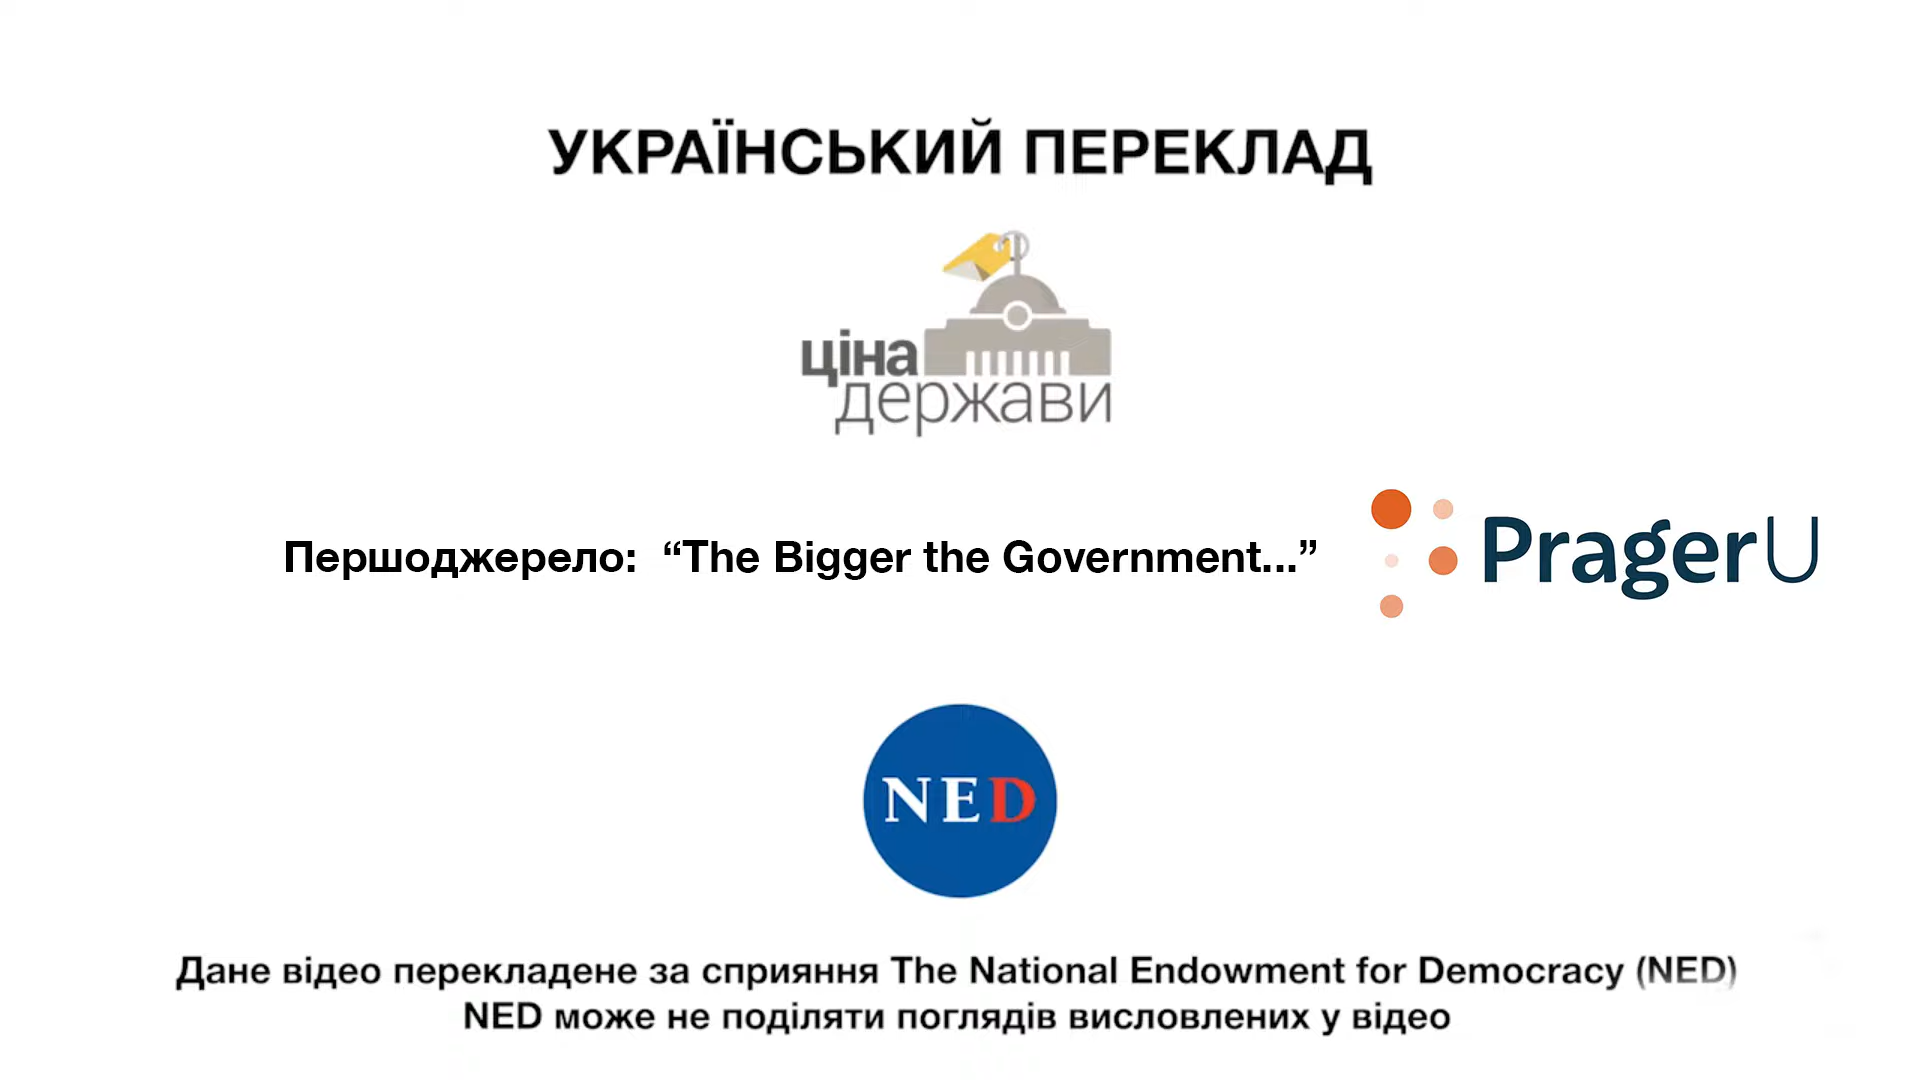 УКРАЇНСЬКИЙ ПЕРЕКЛАД
ціна
держави
Першоджерело: “The Bigger the Government...”
PragerU
NED
Дане відео перекладене за сприяння The National Endowment for Democracy (NED)
NED може не поділяти поглядів висловлених у відео